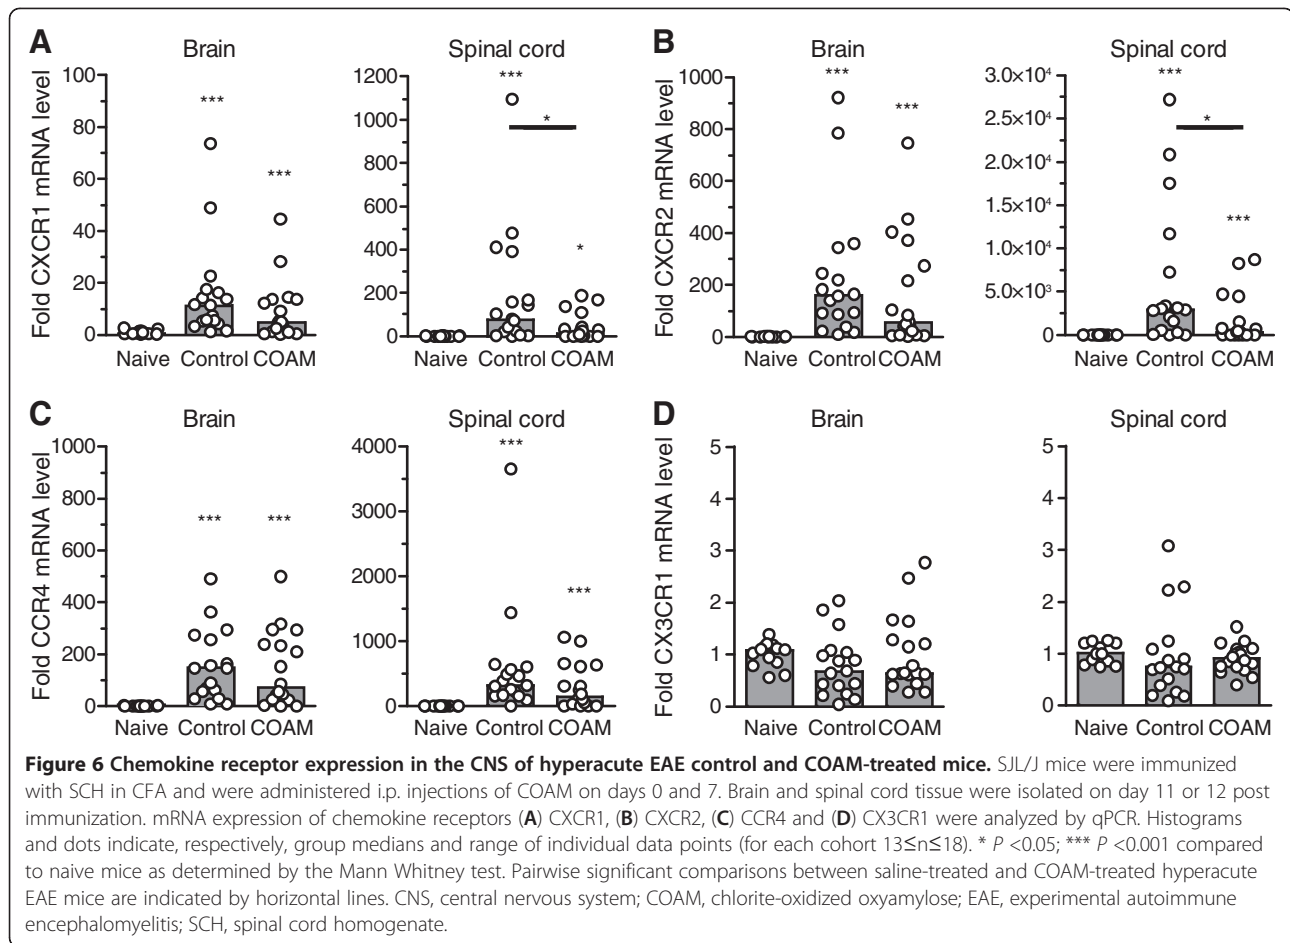 A
Brain
Spinal cord
B
Brain
Spinal cord
Fold CXCR1 mRNA level
100
80
60
40
20
0
***
***
Naive Control COAM
1200
1000
800
600
400
200
0
***
*
*
Naive Control COAM
Fold CXCR2 mRNA level
1000
800
600
400
200
0
***
***
Naive Control COAM
3.0×10⁴
2.5×10⁴
2.0×10⁴
1.5×10⁴
1.0×10⁴
5.0×10³
0
***
*
***
Naive Control COAM
C
Brain
Spinal cord
D
Brain
Spinal cord
Fold CCR4 mRNA level
1000
800
600
400
200
0
***
***
Naive Control COAM
4000
3000
2000
1000
0
***
***
Naive Control COAM
Fold CX3CR1 mRNA level
5
4
3
2
1
0
Naive Control COAM
5
4
3
2
1
0
Naive Control COAM
Figure 6 Chemokine receptor expression in the CNS of hyperacute EAE control and COAM-treated mice. SJL/J mice were immunized
with SCH in CFA and were administered i.p. injections of COAM on days 0 and 7. Brain and spinal cord tissue were isolated on day 11 or 12 post
immunization. mRNA expression of chemokine receptors (A) CXCR1, (B) CXCR2, (C) CCR4 and (D) CX3CR1 were analyzed by qPCR. Histograms
and dots indicate, respectively, group medians and range of individual data points (for each cohort 13≤n≤18). * P <0.05; *** P <0.001 compared
to naive mice as determined by the Mann Whitney test. Pairwise significant comparisons between saline-treated and COAM-treated hyperacute
EAE mice are indicated by horizontal lines. CNS, central nervous system; COAM, chlorite-oxidized oxyamylose; EAE, experimental autoimmune
encephalomyelitis; SCH, spinal cord homogenate.